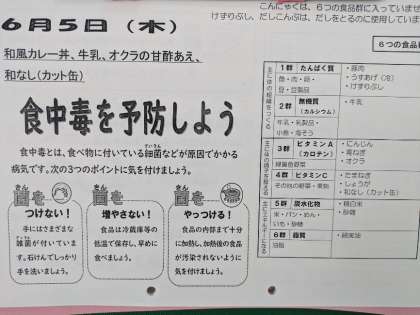 こんにゃくは、６つの食品群に入っていませ
けずりぶし、だしこんぶは、だしをとるのに使用していま
６月５日（木）
和風カレー丼、牛乳、オクラの甘酢あえ、
和なし（カット缶）
食中毒を予防しよう
食中毒とは、食べ物に付いている細菌などが原因でかかる
病気です。次の３つのポイントに気を付けましょう。
菌を
つけない！
手にはさまざまな
雑菌が付いていま
す。石けんでしっかり
手を洗いましょう。
菌を
増やさない！
食品は冷蔵庫等の
低温で保存し、早めに
食べましょう。
菌を
やっつける！
食品の内部まで十分
に加熱し、加熱後の食品
が汚染されないように
気を付けましょう。
６つの食品
１群 たんぱく質
魚・肉・卵・
豆・豆製品
・豚肉
・うすあげ（冷）
・けずりぶし
２群 無機質
（カルシウム）
牛乳・乳製品・
小魚・海そう
・牛乳
３群 ビタミンＡ
（カロテン）
緑黄色野菜
・にんじん
・青ねぎ
・オクラ
４群 ビタミンＣ
その他の野菜・果物
・たまねぎ
・しょうが
・和なし（カット缶）
５群 炭水化物
米・パン・めん・
いも・砂糖
・精白米
・砂糖
６群 脂質
油脂
・綿実油